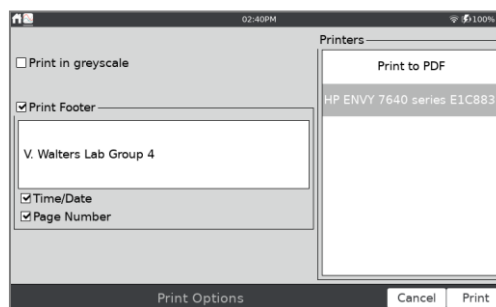 02:40PM
100%
Print in greyscale
Print Footer
V. Walters Lab Group 4
Time/Date
Page Number
Printers
Print to PDF
HP ENVY 7640 series E1C883
Print Options
Cancel
Print